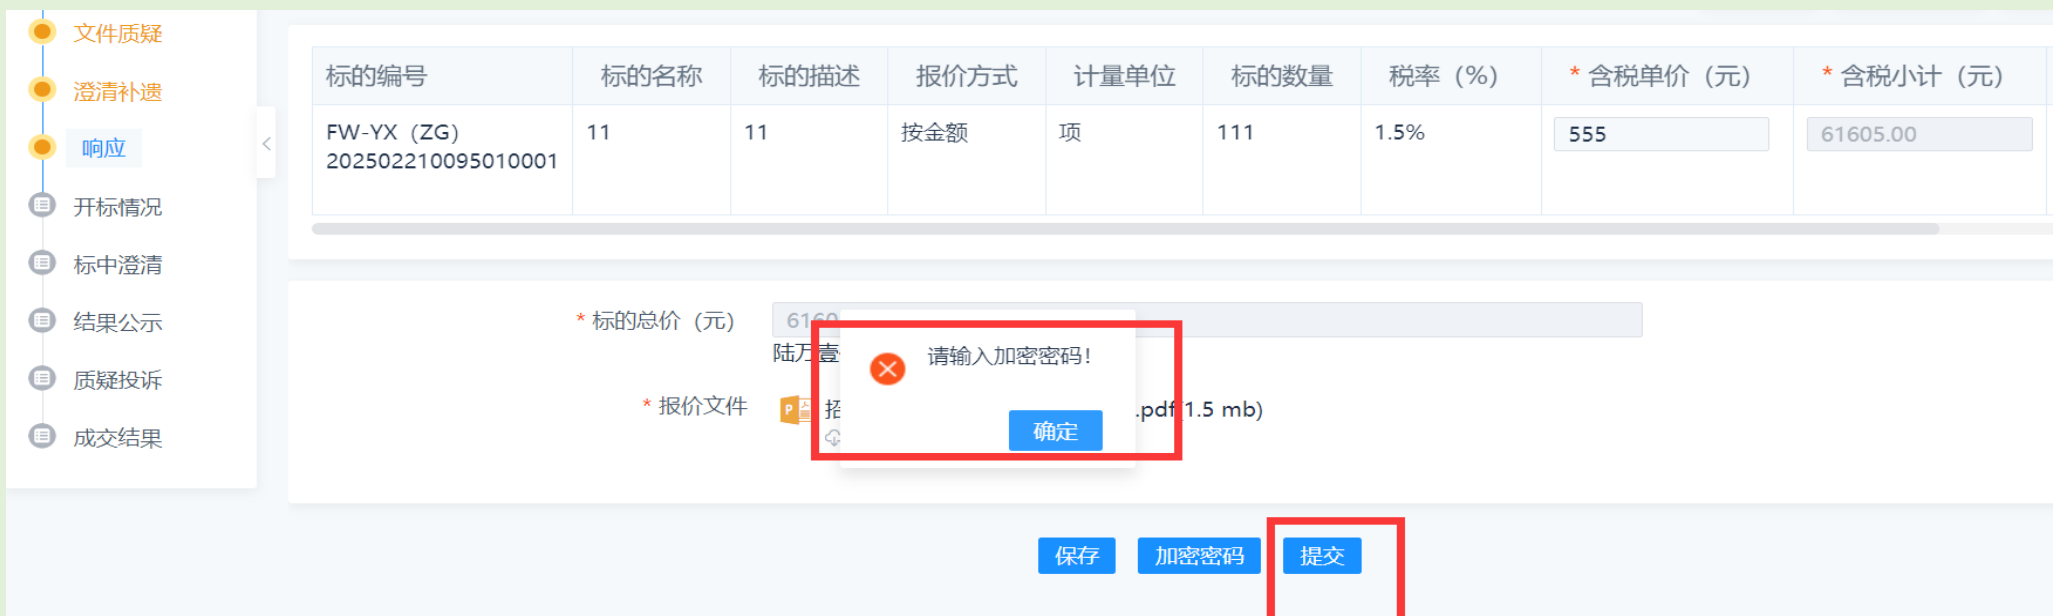 文件质疑
澄清补遗
响应
开标情况
标中澄清
结果公示
质疑投诉
成交结果
标的编号 标的名称 标的描述 报价方式 计量单位 标的数量 税率（%） * 含税单价（元） * 含税小计（元）
FW-YX（ZG） 11 11 按金额 项 111 1.5% 555 61605.00
202502210095010001
* 标的总价（元） 6160
陆万壹
请输入加密密码！
* 报价文件 招 .pdf(1.5 mb)
确定
保存 加密密码 提交